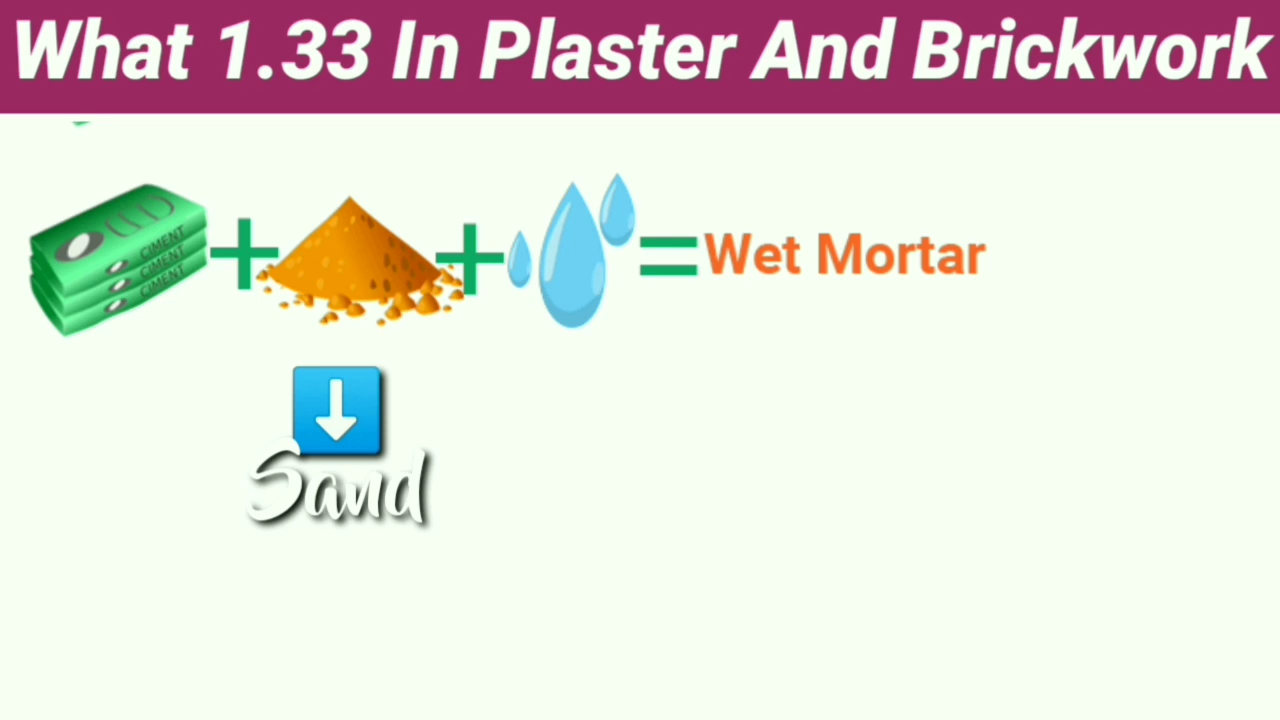 What 1.33 In Plaster And Brickwork
CIMENT
CIMENT
CIMENT
Wet Mortar
Sand